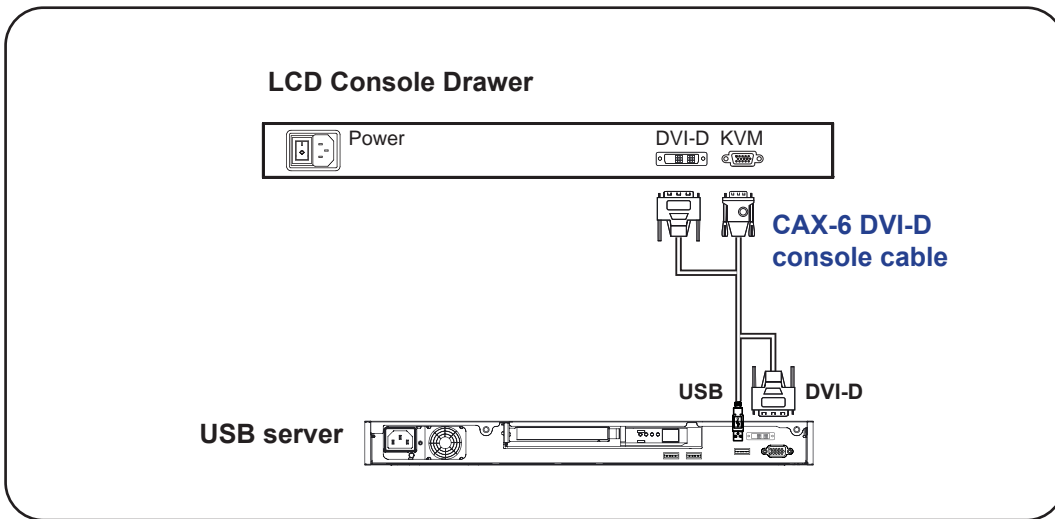 LCD Console Drawer
Power
DVI-D KVM
CAX-6 DVI-D
console cable
USB
DVI-D
USB server